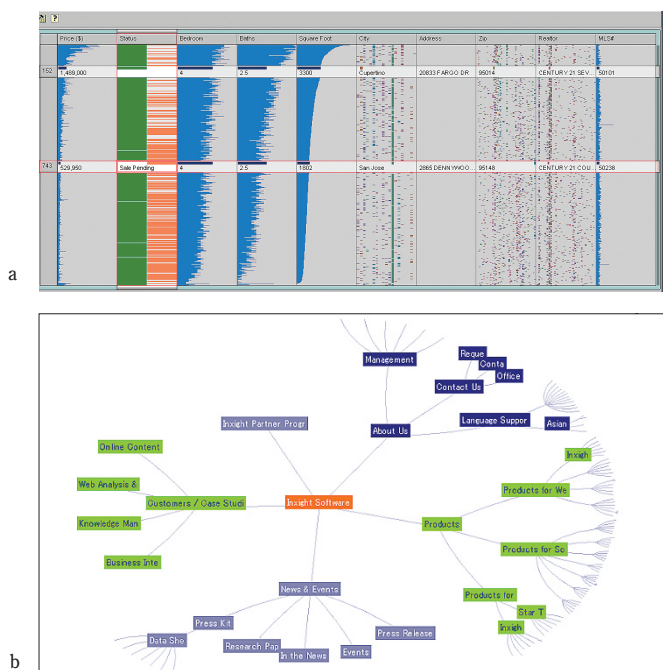 Price ($) Status Bedroom Baths Square Foot City Address Zip Realtor MLS#
152 1,489,000 4 2.5 3300 Cupertino 20833 FARGO DR 95014 CENTURY 21 SEV... 50101
743 529,950 Sale Pending 4 2.5 1802 San Jose 2865 DENNYWOO... 95148 CENTURY 21 COU... 50238
a
Management
Reque
Conta
Office
Contact Us
Language Suppor
Asian
About Us
Inxight Partner Progr
Online Content
Web Analysis &
Customers / Case Studi
Knowledge Man
Business Inte
Inxight Software
Inxigh
Products for We
Products
Products for So
Products for
Star T
Inxigh
News & Events
Press Kit
Data Sho
Research Pap
In the News
Events
Press Release
b